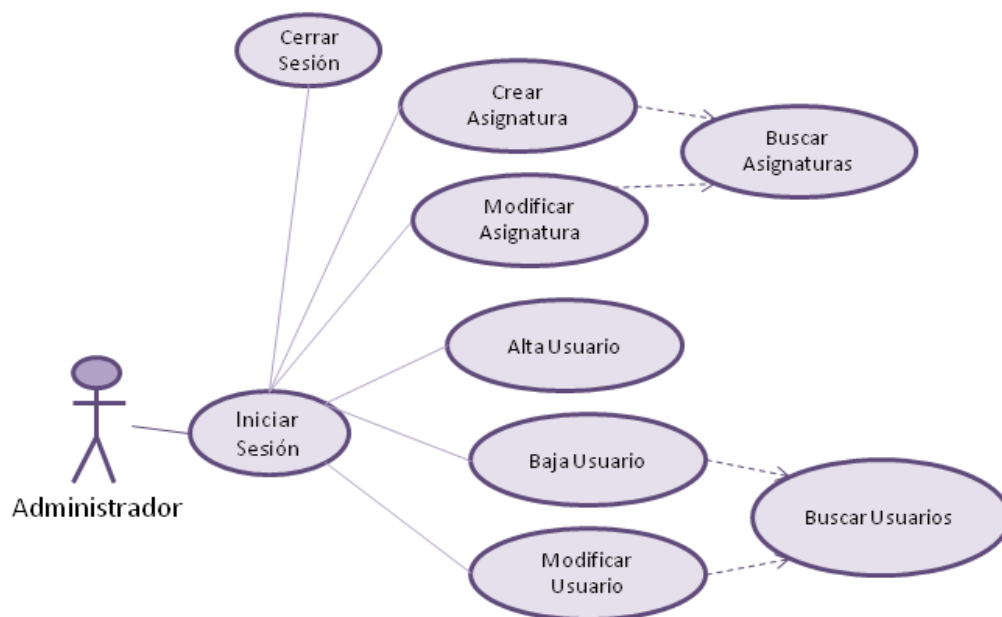 Cerrar
Sesión
Crear
Asignatura
Buscar
Asignaturas
Modificar
Asignatura
Alta Usuario
Iniciar
Sesión
Baja Usuario
Administrador
Buscar Usuarios
Modificar
Usuario